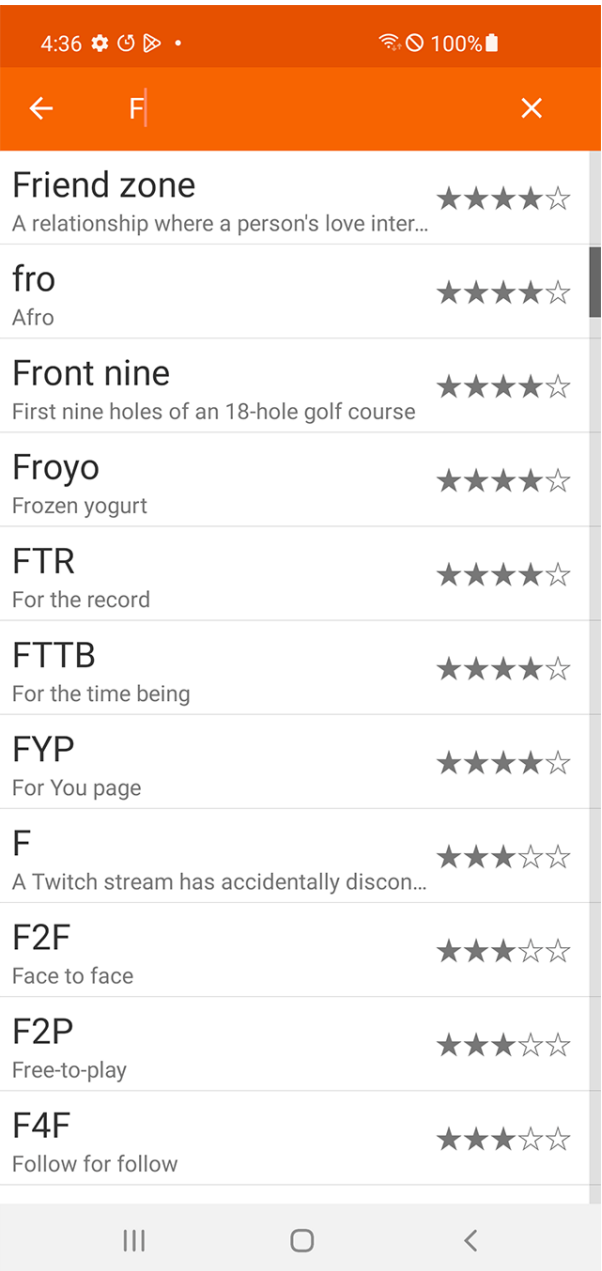 4:36 100%
F
Friend zone
A relationship where a person's love inter...
fro
Afro
Front nine
First nine holes of an 18-hole golf course
Froyo
Frozen yogurt
FTR
For the record
FTTB
For the time being
FYP
For You page
F
A Twitch stream has accidentally discon...
F2F
Face to face
F2P
Free-to-play
F4F
Follow for follow